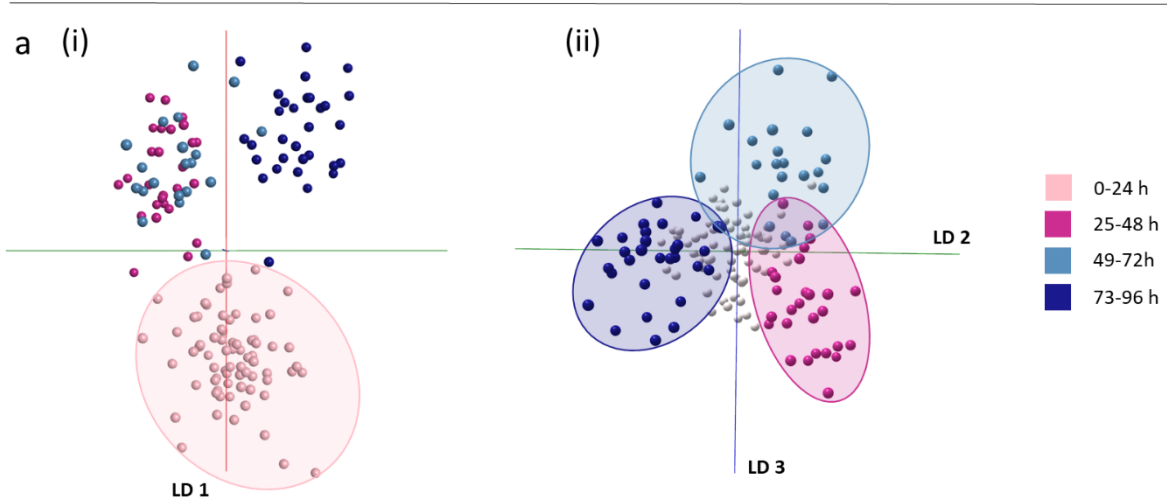 a (i)
(ii)
0-24 h
25-48 h
49-72h
73-96 h
LD 2
LD 3
LD 1